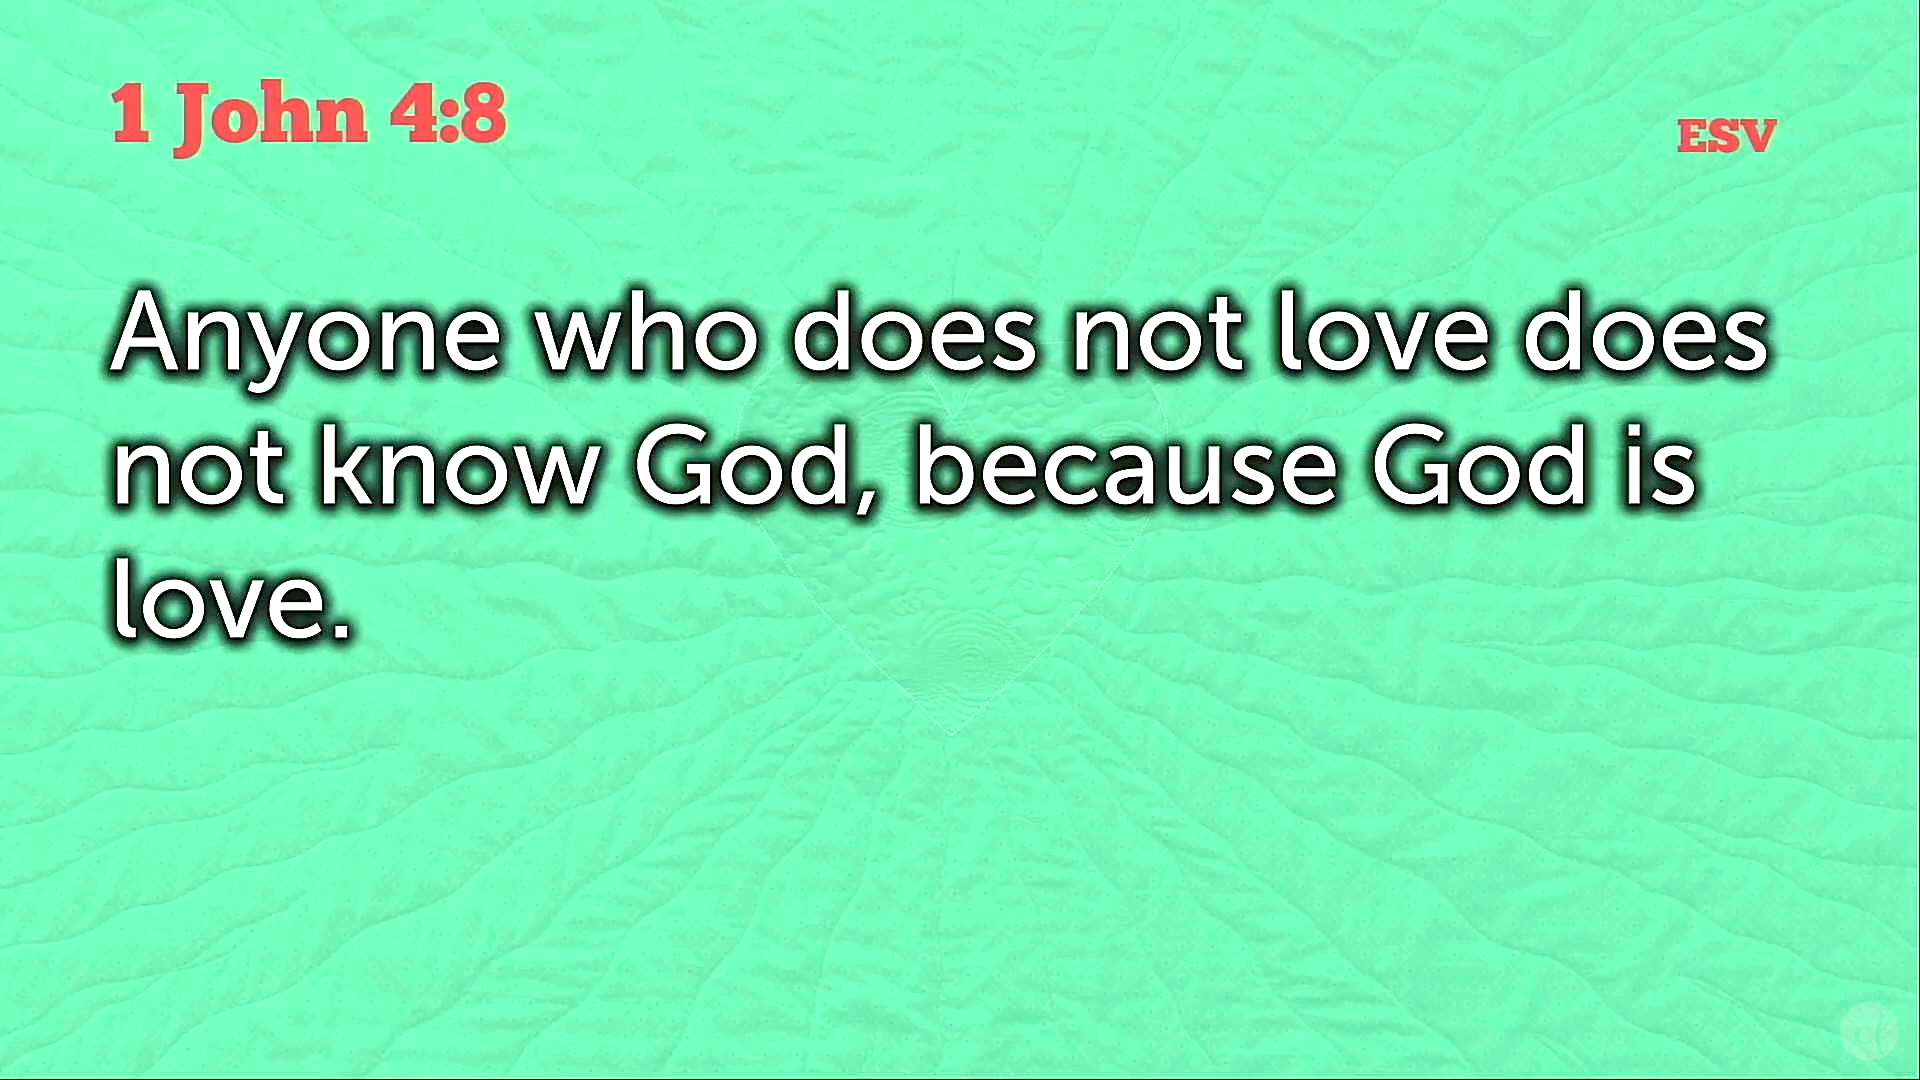 1 John 4:8
ESV
Anyone who does not love does
not know God, because God is
love.